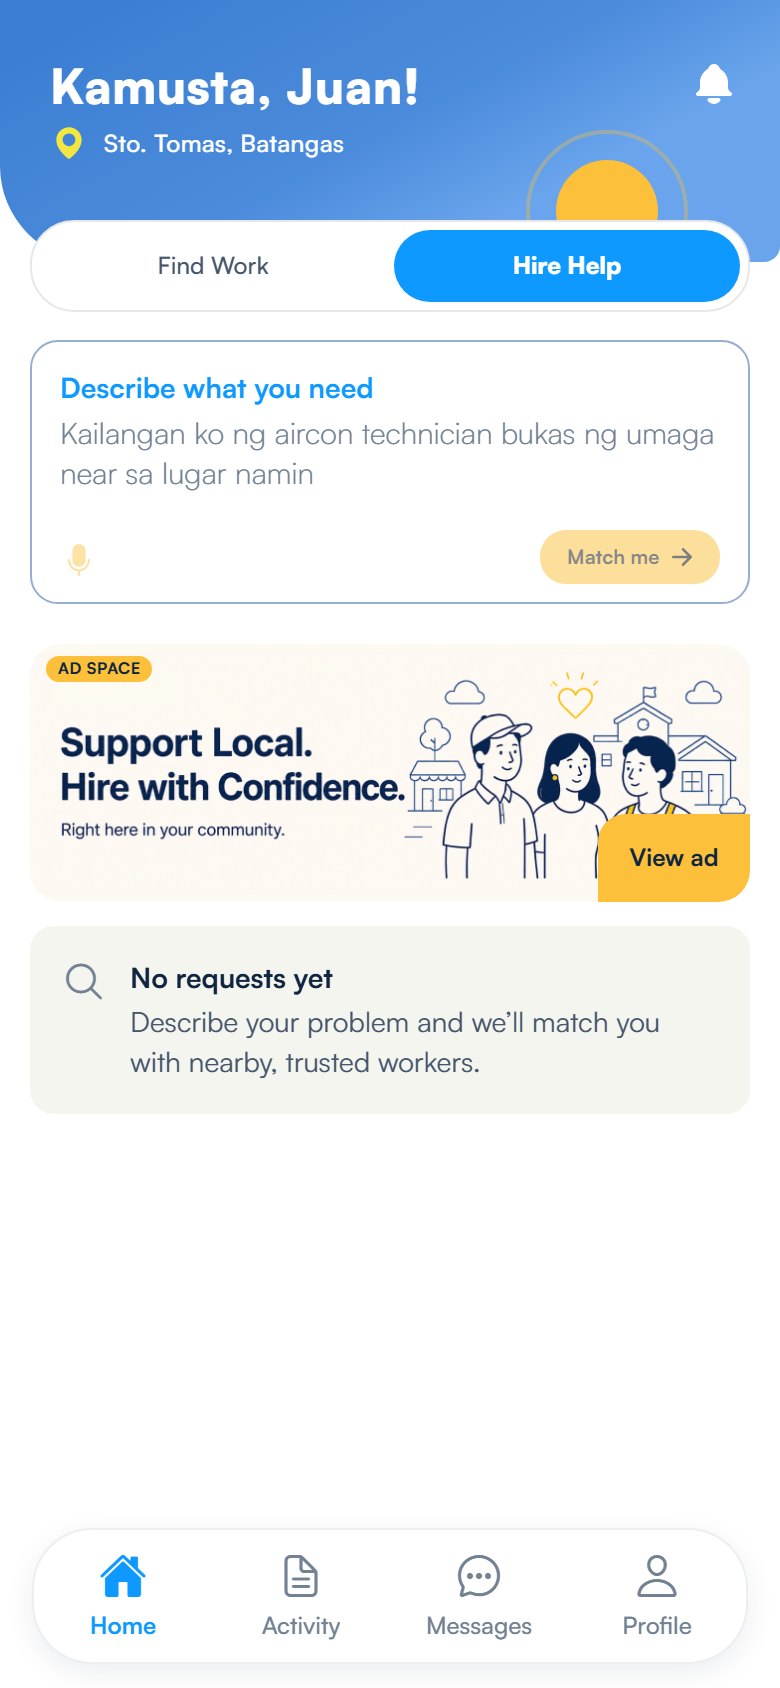 Kamusta, Juan!
Sto. Tomas, Batangas
Find Work
Hire Help
Describe what you need
Kailangan ko ng aircon technician bukas ng umaga
near sa lugar namin
Match me
AD SPACE
Support Local.
Hire with Confidence.
Right here in your community.
View ad
No requests yet
Describe your problem and we’ll match you
with nearby, trusted workers.
Home
Activity
Messages
Profile